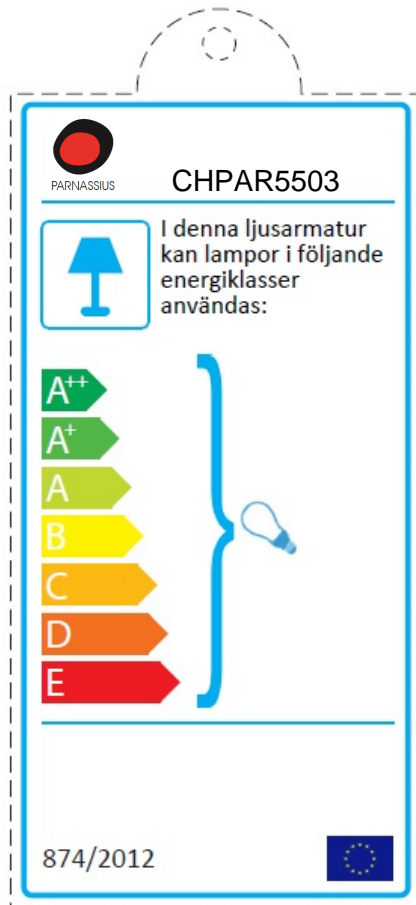 PARNASSIUS
CHPAR5503
I denna ljusarmatur
kan lampor i följande
energiklasser
användas:
A++
A+
A
B
C
D
E
874/2012